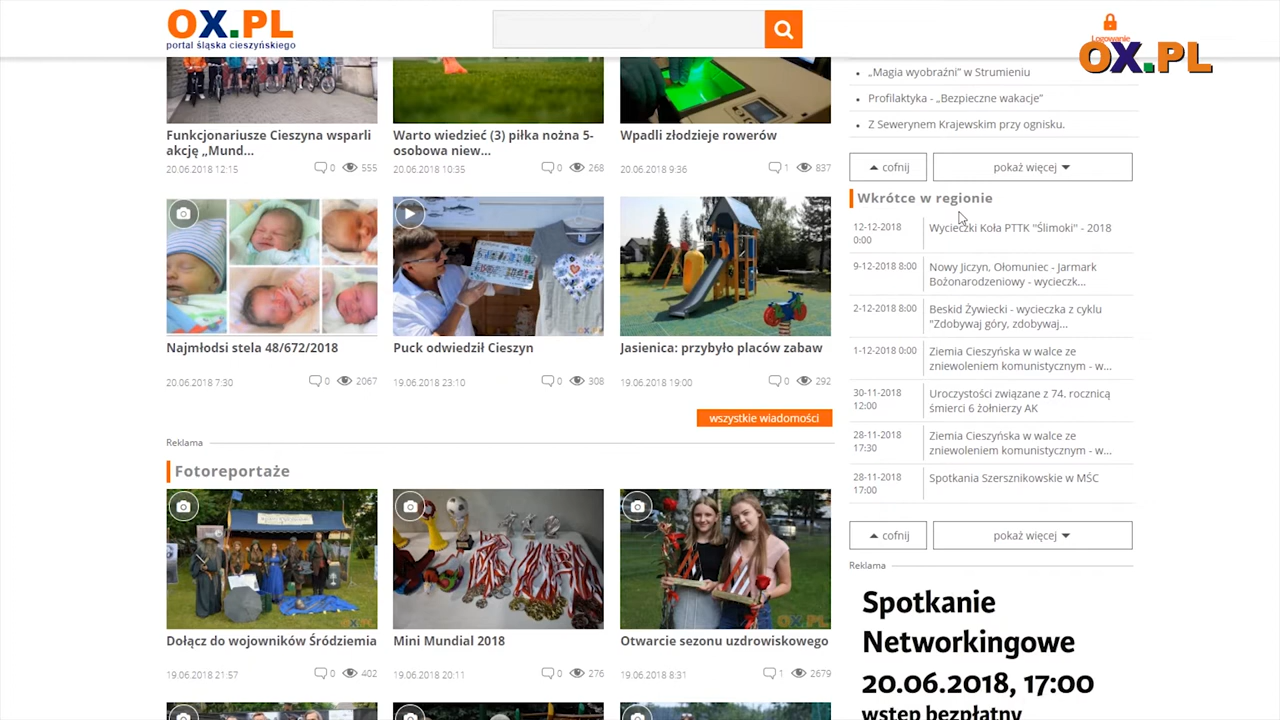 OX.PL
portal śląska cieszyńskiego
Logowanie
OX.PL
Funkcjonariusze Cieszyna wsparli
akcję „Mund...
20.06.2018 12:15
0
555
Warto wiedzieć (3) piłka nożna 5-
osobowa niew...
20.06.2018 10:35
0
268
Wpadli złodzieje rowerów
20.06.2018 9:36
1
837
Najmłodsi stela 48/672/2018
20.06.2018 7:30
0
2067
Puck odwiedził Cieszyn
19.06.2018 23:10
0
308
Jasienica: przybyło placów zabaw
19.06.2018 19:00
0
292
wszystkie wiadomości
Reklama
Fotoreportaże
OX.PL
Dołącz do wojowników Śródziemia
19.06.2018 21:57
0
402
Mini Mundial 2018
19.06.2018 20:11
0
276
Otwarcie sezonu uzdrowiskowego
19.06.2018 8:31
1
2679
„Magia wyobraźni” w Strumieniu
Profilaktyka - „Bezpieczne wakacje”
Z Sewerynem Krajewskim przy ognisku.
cofnij
pokaż więcej
Wkrótce w regionie
12-12-2018
0:00
Wycieczki Koła PTTK "Ślimoki" - 2018
9-12-2018 8:00
Nowy Jiczyn, Ołomuniec - Jarmark
Bożonarodzeniowy - wycieczk...
2-12-2018 8:00
Beskid Żywiecki - wycieczka z cyklu
"Zdobywaj góry, zdobywaj...
1-12-2018 0:00
Ziemia Cieszyńska w walce ze
zniewoleniem komunistycznym - w...
30-11-2018
12:00
Uroczystości związane z 74. rocznicą
śmierci 6 żołnierzy AK
28-11-2018
17:30
Ziemia Cieszyńska w walce ze
zniewoleniem komunistycznym - w...
28-11-2018
17:00
Spotkania Szersznikowskie w MŚC
cofnij
pokaż więcej
Reklama
Spotkanie
Networkingowe
20.06.2018, 17:00
wstęp bezpłatny